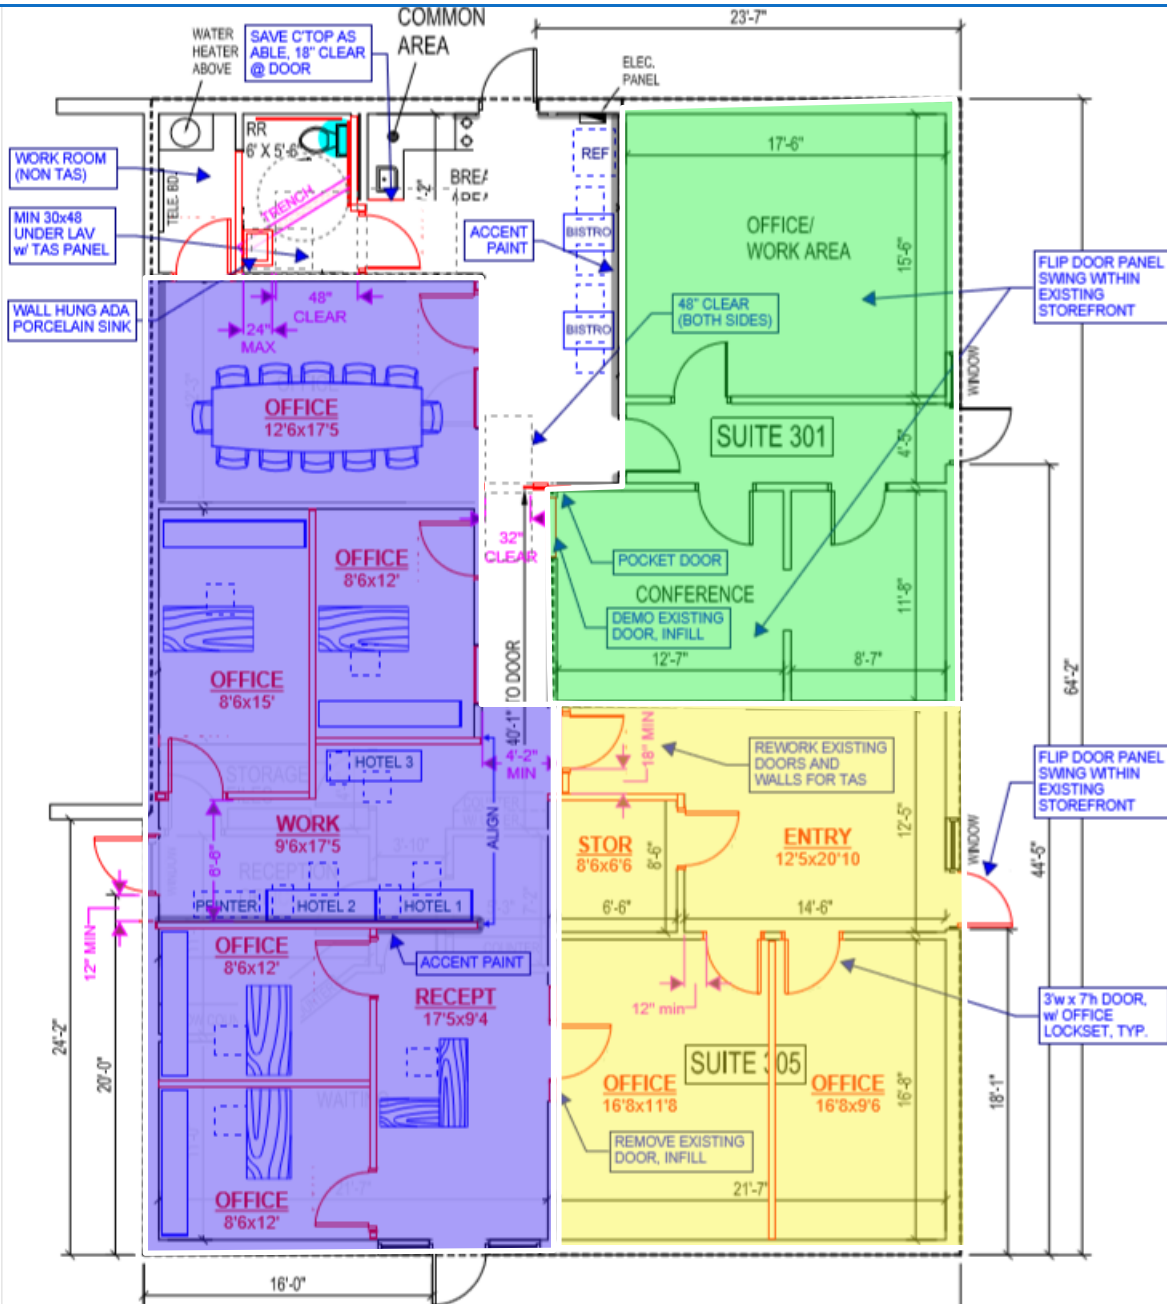 COMMON
AREA
23'-7"
WATER
HEATER
ABOVE
SAVE C'TOP AS
ABLE, 18" CLEAR
@ DOOR
ELEC.
PANEL
RR
6' X 5'-6"
17'-6"
REF
WORK ROOM
(NON TAS)
TELE. BD.
TRENCH
BREA
MIN 30x48
UNDER LAV
w/ TAS PANEL
ACCENT
PAINT
BISTRO
OFFICE/
WORK AREA
15'-6"
FLIP DOOR PANEL
SWING WITHIN
EXISTING
STOREFRONT
WALL HUNG ADA
PORCELAIN SINK
48"
CLEAR
24"
MAX
48" CLEAR
(BOTH SIDES)
BISTRO
WINDOW
OFFICE
12'6x17'5
SUITE 301
4'-5"
32"
CLEAR
OFFICE
8'6x12'
POCKET DOOR
CONFERENCE
11'-8"
DEMO EXISTING
DOOR, INFILL
12'-7"
8'-7"
OFFICE
8'6x15'
40'-1" TO DOOR
64'-2"
HOTEL 3
4'-2"
MIN
18" MIN
REWORK EXISTING
DOORS AND
WALLS FOR TAS
FLIP DOOR PANEL
SWING WITHIN
EXISTING
STOREFRONT
STORAGE
WORK
9'6x17'5
ALIGN
3'-10"
RECEPTION
6'-6"
STOR
8'6x6'6
8'-6"
ENTRY
12'5x20'10
12'-5"
WINDOW
44'-5"
PRINTER
HOTEL 2
HOTEL 1
6'-6"
14'-6"
12" MIN
OFFICE
8'6x12'
ACCENT PAINT
COUNTER
RECEPT
17'5x9'4
12" min
3'w x 7'h DOOR,
w/ OFFICE
LOCKSET, TYP.
24'-2"
20'-0"
SUITE 305
OFFICE
16'8x11'8
OFFICE
16'8x9'6
16'-8"
18'-1"
WAITING
REMOVE EXISTING
DOOR, INFILL
OFFICE
8'6x12'
21'-7"
21'-7"
16'-0"